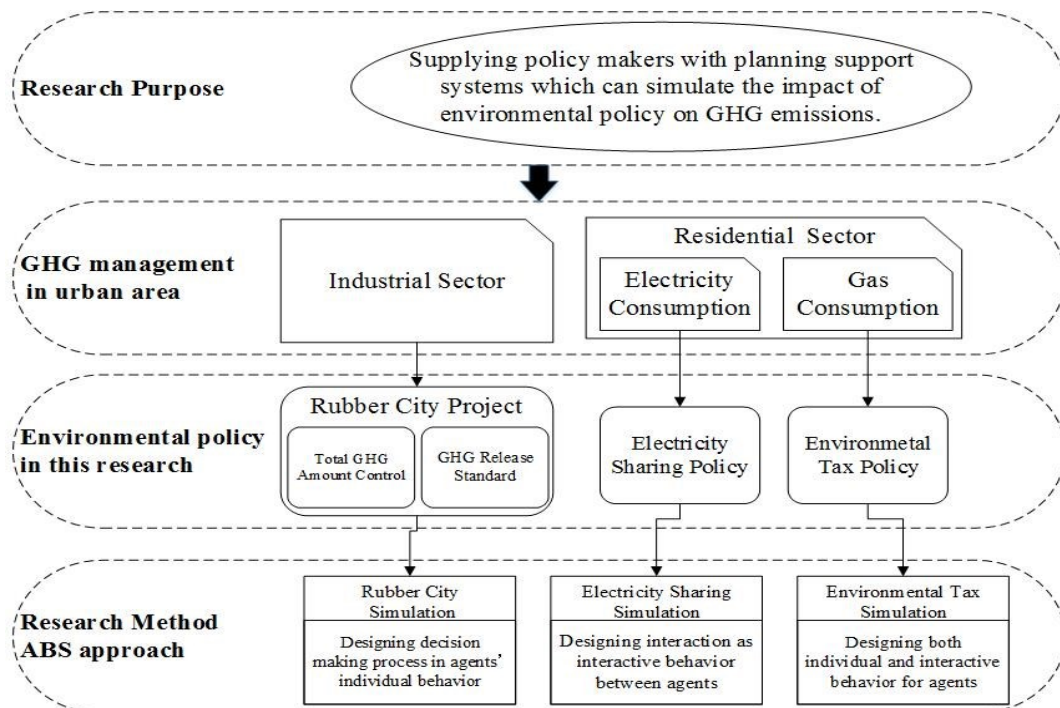 Research Purpose
Supplying policy makers with planning support
systems which can simulate the impact of
environmental policy on GHG emissions.
GHG management
in urban area
Industrial Sector
Residential Sector
Electricity
Consumption
Gas
Consumption
Environmental policy
in this research
Rubber City Project
Total GHG
Amount Control
GHG Release
Standard
Electricity
Sharing Policy
Environmetal
Tax Policy
Research Method
ABS approach
Rubber City
Simulation
Designing decision
making process in agents’
individual behavior
Electricity Sharing
Simulation
Designing interaction as
interactive behavior
between agents
Environmental Tax
Simulation
Designing both
individual and interactive
behavior for agents